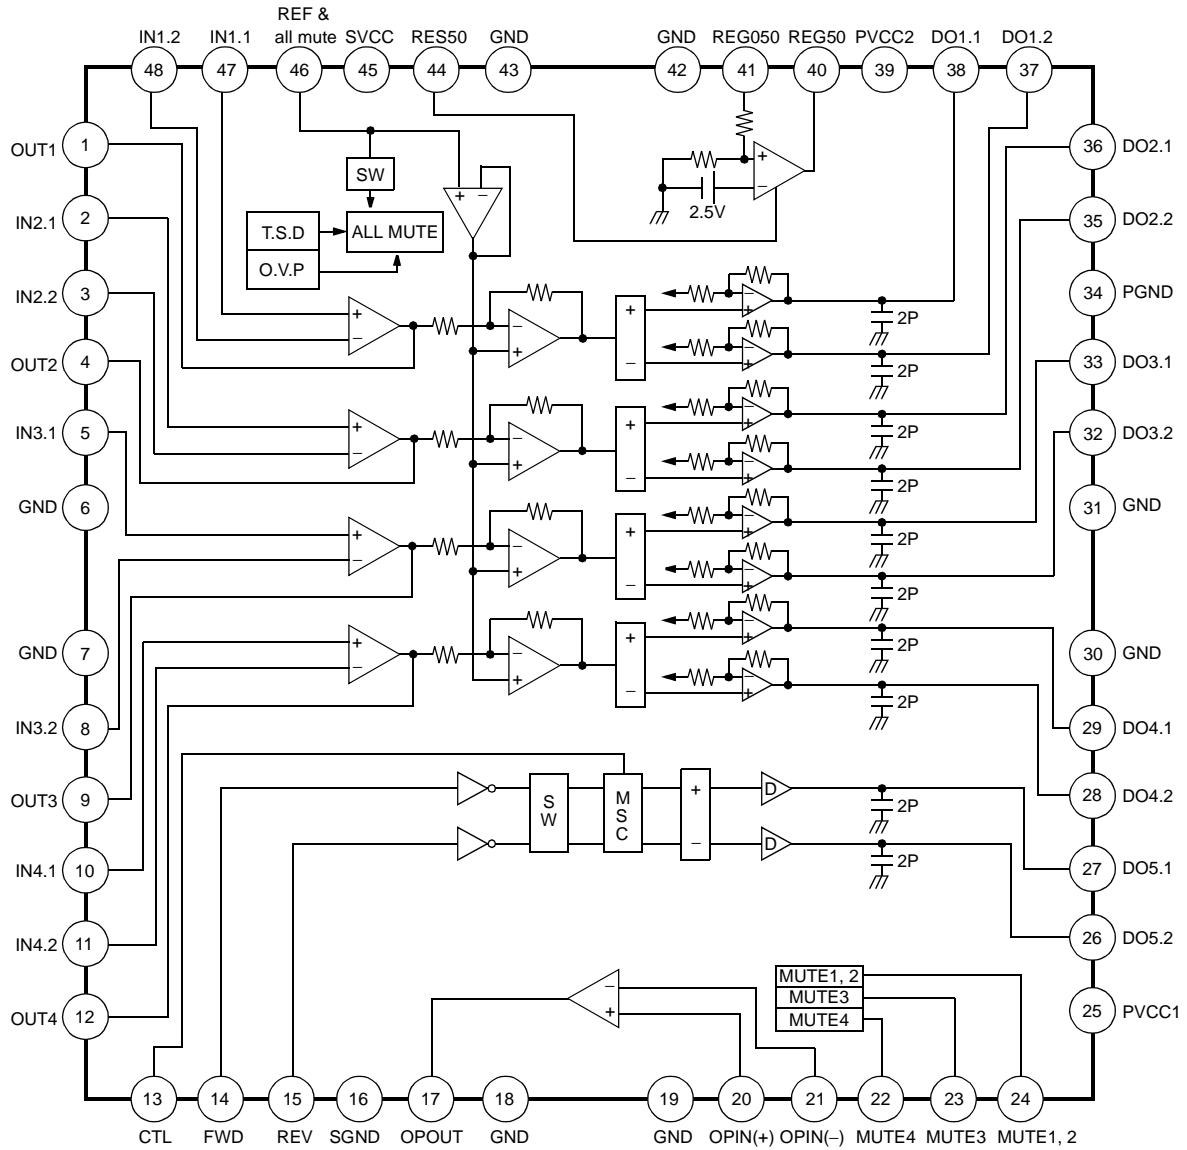 REF &
IN1.2 IN1.1 all mute SVCC RES50 GND GND REG050 REG50 PVCC2 DO1.1 DO1.2
48 47 46 45 44 43 42 41 40 39 38 37
OUT1 1
36 DO2.1
SW
+ −
+
−
2.5V
IN2.1 2
35 DO2.2
T.S.D ALL MUTE
O.V.P
IN2.2 3
34 PGND
+
−
−
+
+
−
−
+
2P
−
+
2P
OUT2 4
33 DO3.1
IN3.1 5
32 DO3.2
+
−
−
+
+
−
−
+
2P
−
+
2P
GND 6
31 GND
+
−
−
+
+
−
−
+
2P
−
+
2P
GND 7
30 GND
+
−
−
+
+
−
−
+
2P
−
+
2P
IN3.2 8
29 DO4.1
OUT3 9
28 DO4.2
SW
MSC
+
−
D
2P
D
2P
IN4.1 10
27 DO5.1
IN4.2 11
26 DO5.2
OUT4 12
25 PVCC1
−
+
MUTE1, 2
MUTE3
MUTE4
13 14 15 16 17 18 19 20 21 22 23 24
CTL FWD REV SGND OPOUT GND GND OPIN(+) OPIN(−) MUTE4 MUTE3 MUTE1, 2